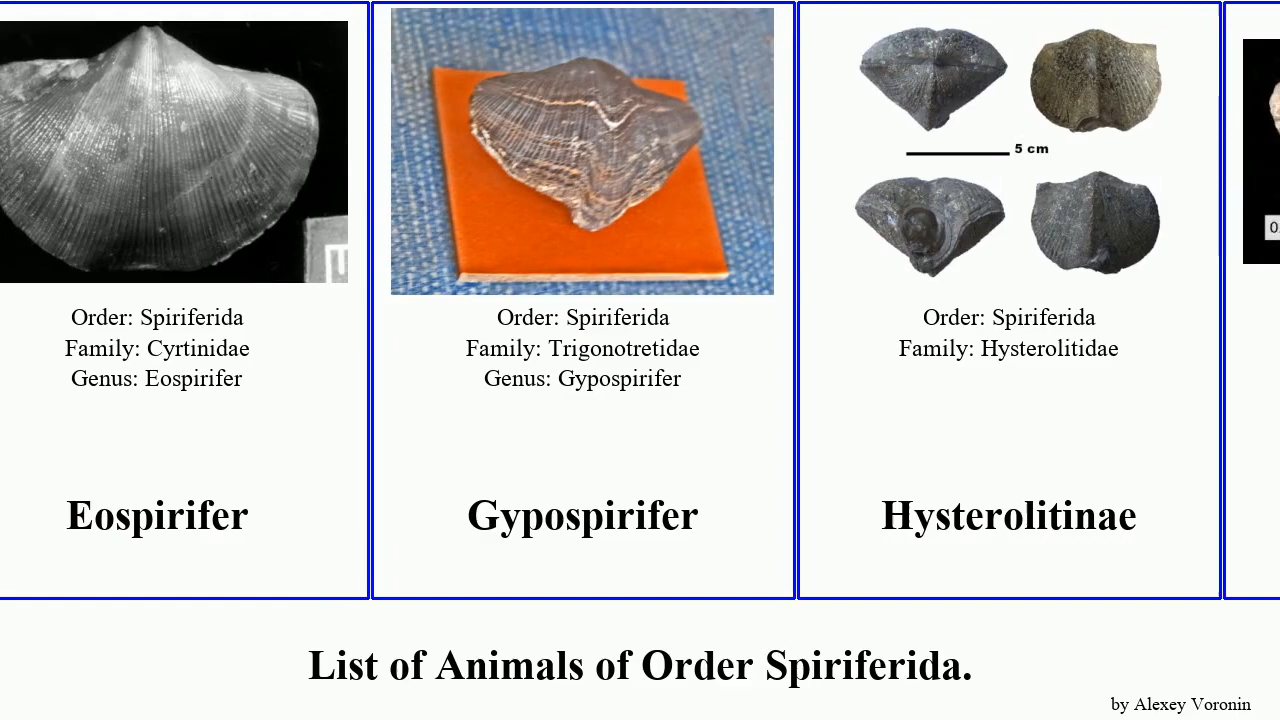 5 cm
0
Order: Spiriferida
Family: Cyrtinidae
Genus: Eospirifer
Eospirifer
Order: Spiriferida
Family: Trigonotretidae
Genus: Gypospirifer
Gypospirifer
Order: Spiriferida
Family: Hysterolitidae
Hysterolitinae
List of Animals of Order Spiriferida.
by Alexey Voronin